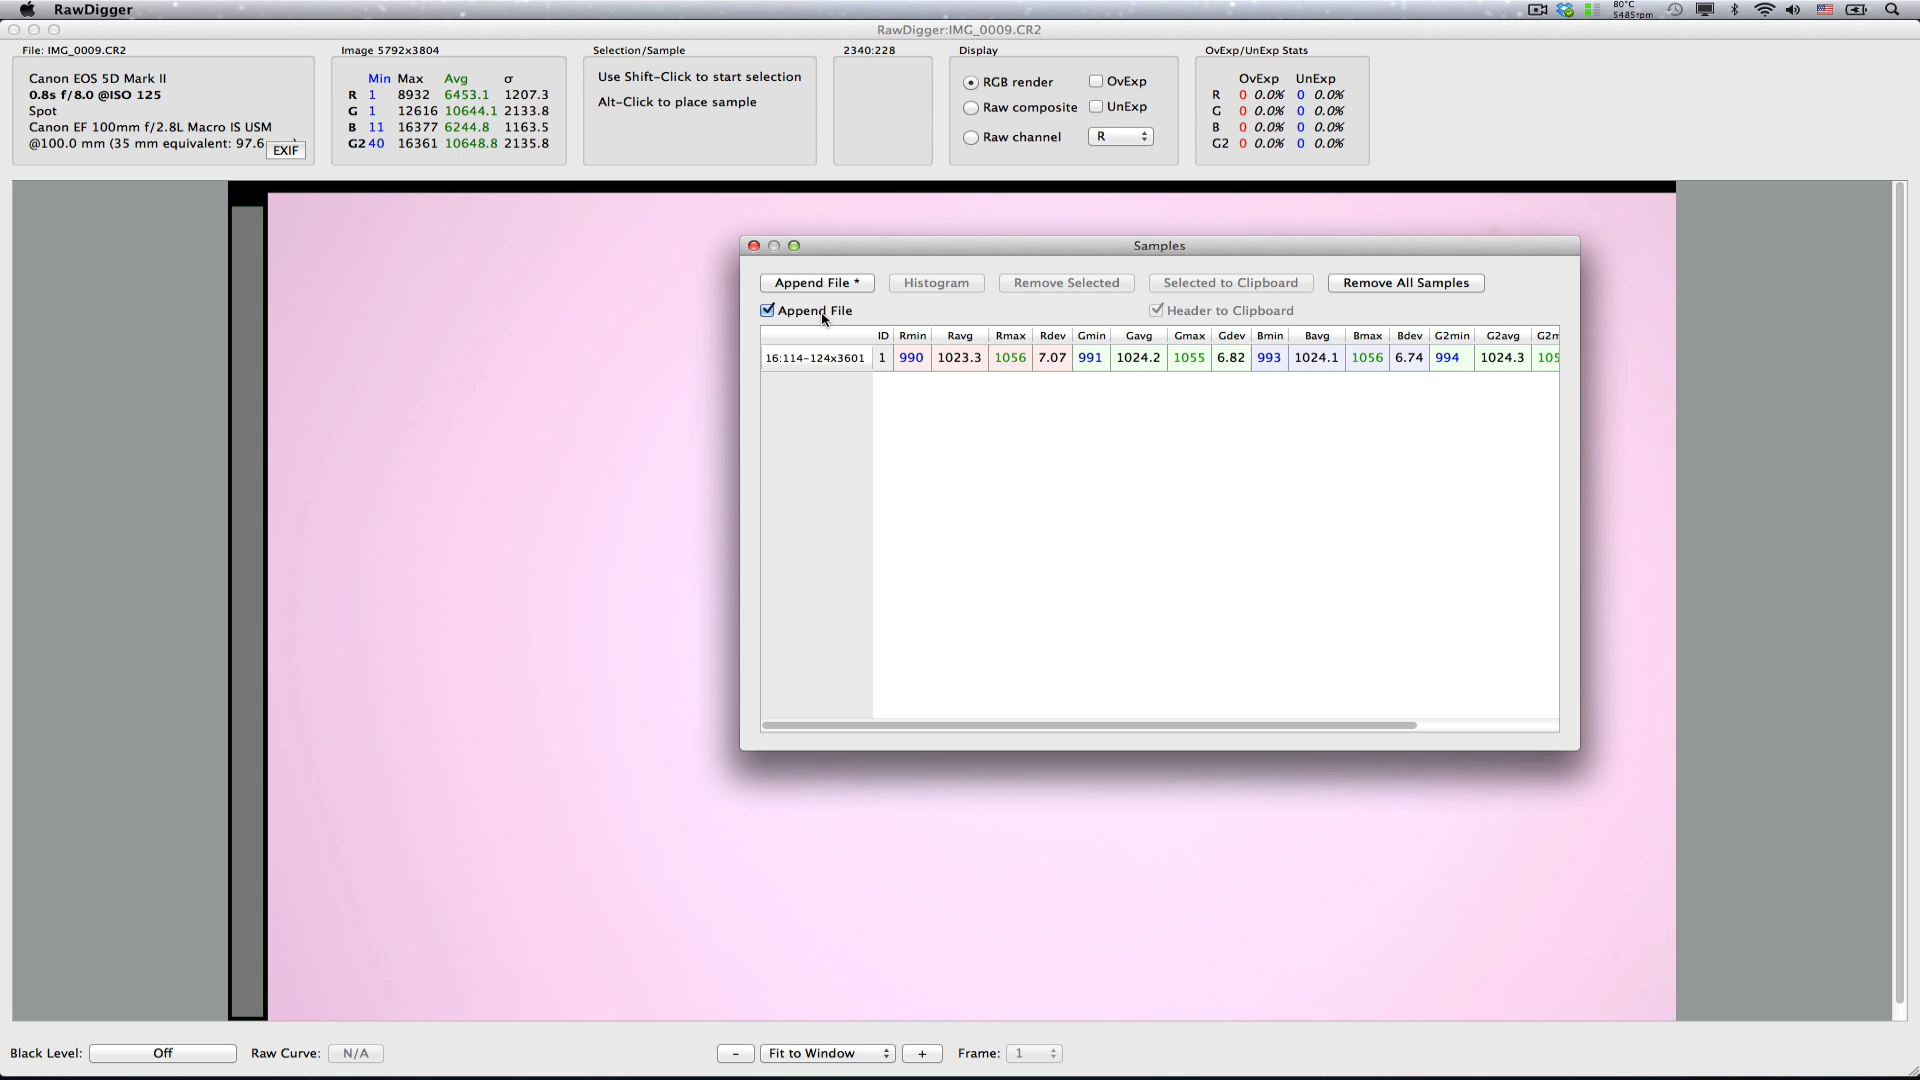 RawDigger
80°C
5485rpm
RawDigger:IMG_0009.CR2
File: IMG_0009.CR2
Canon EOS 5D Mark II
0.8s f/8.0 @ISO 125
Spot
Canon EF 100mm f/2.8L Macro IS USM
@100.0 mm (35 mm equivalent: 97.6
EXIF
Image 5792x3804
Min Max Avg σ
R 1 8932 6453.1 1207.3
G 1 12616 10644.1 2133.8
B 11 16377 6244.8 1163.5
G2 40 16361 10648.8 2135.8
Selection/Sample
Use Shift-Click to start selection
Alt-Click to place sample
2340:228
Display
RGB render OvExp
Raw composite UnExp
Raw channel R
OvExp/UnExp Stats
OvExp UnExp
R 0 0.0% 0 0.0%
G 0 0.0% 0 0.0%
B 0 0.0% 0 0.0%
G2 0 0.0% 0 0.0%
Samples
Append File * Histogram Remove Selected Selected to Clipboard Remove All Samples
Append File Header to Clipboard
ID Rmin Ravg Rmax Rdev Gmin Gavg Gmax Gdev Bmin Bavg Bmax Bdev G2min G2avg G2m
16:114-124x3601 1 990 1023.3 1056 7.07 991 1024.2 1055 6.82 993 1024.1 1056 6.74 994 1024.3 105
Black Level: Off Raw Curve: N/A - Fit to Window + Frame: 1